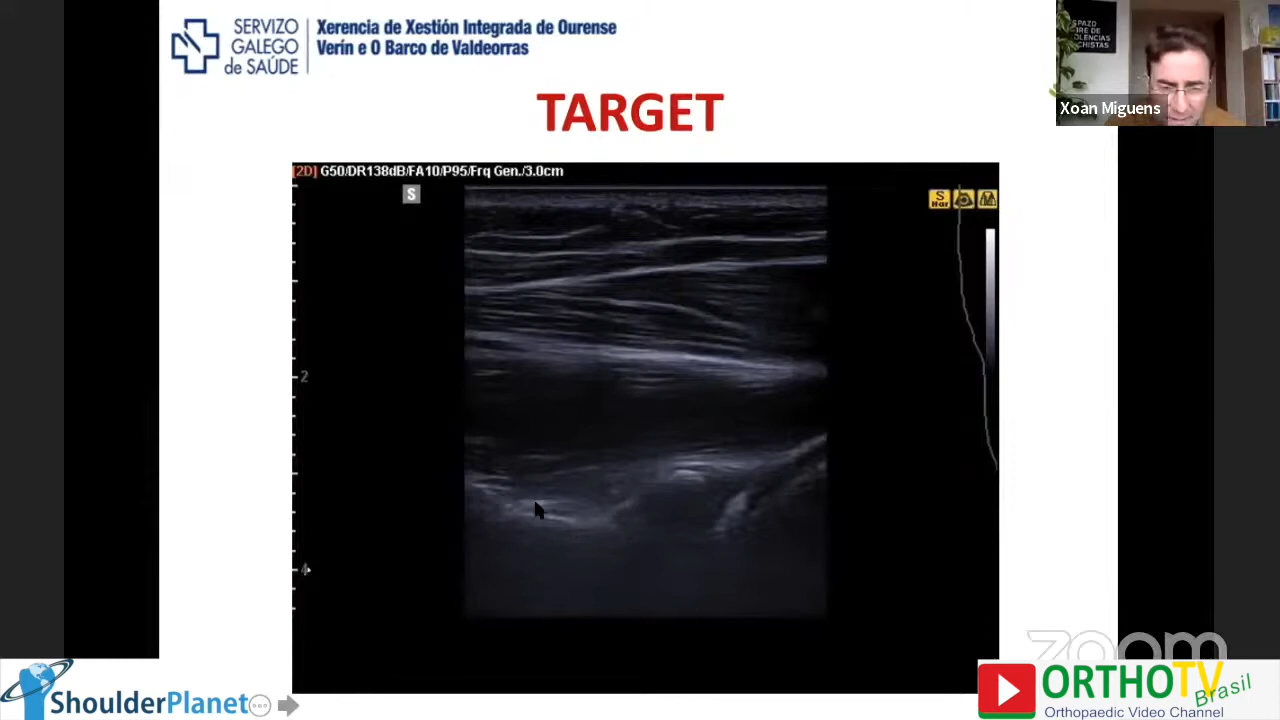 SERVIZO
GALEGO
de SAÚDE
Xerencia de Xestión Integrada de Ourense
Verín e O Barco de Valdeorras
TARGET
[2D] G50/DR138dB/FA10/P95/Frq Gen./3.0cm
S
S
Har
2
4
Xoan Miguens
zoom
ShoulderPlanet
ORTHOTV
Brasil
Orthopaedic Video Channel